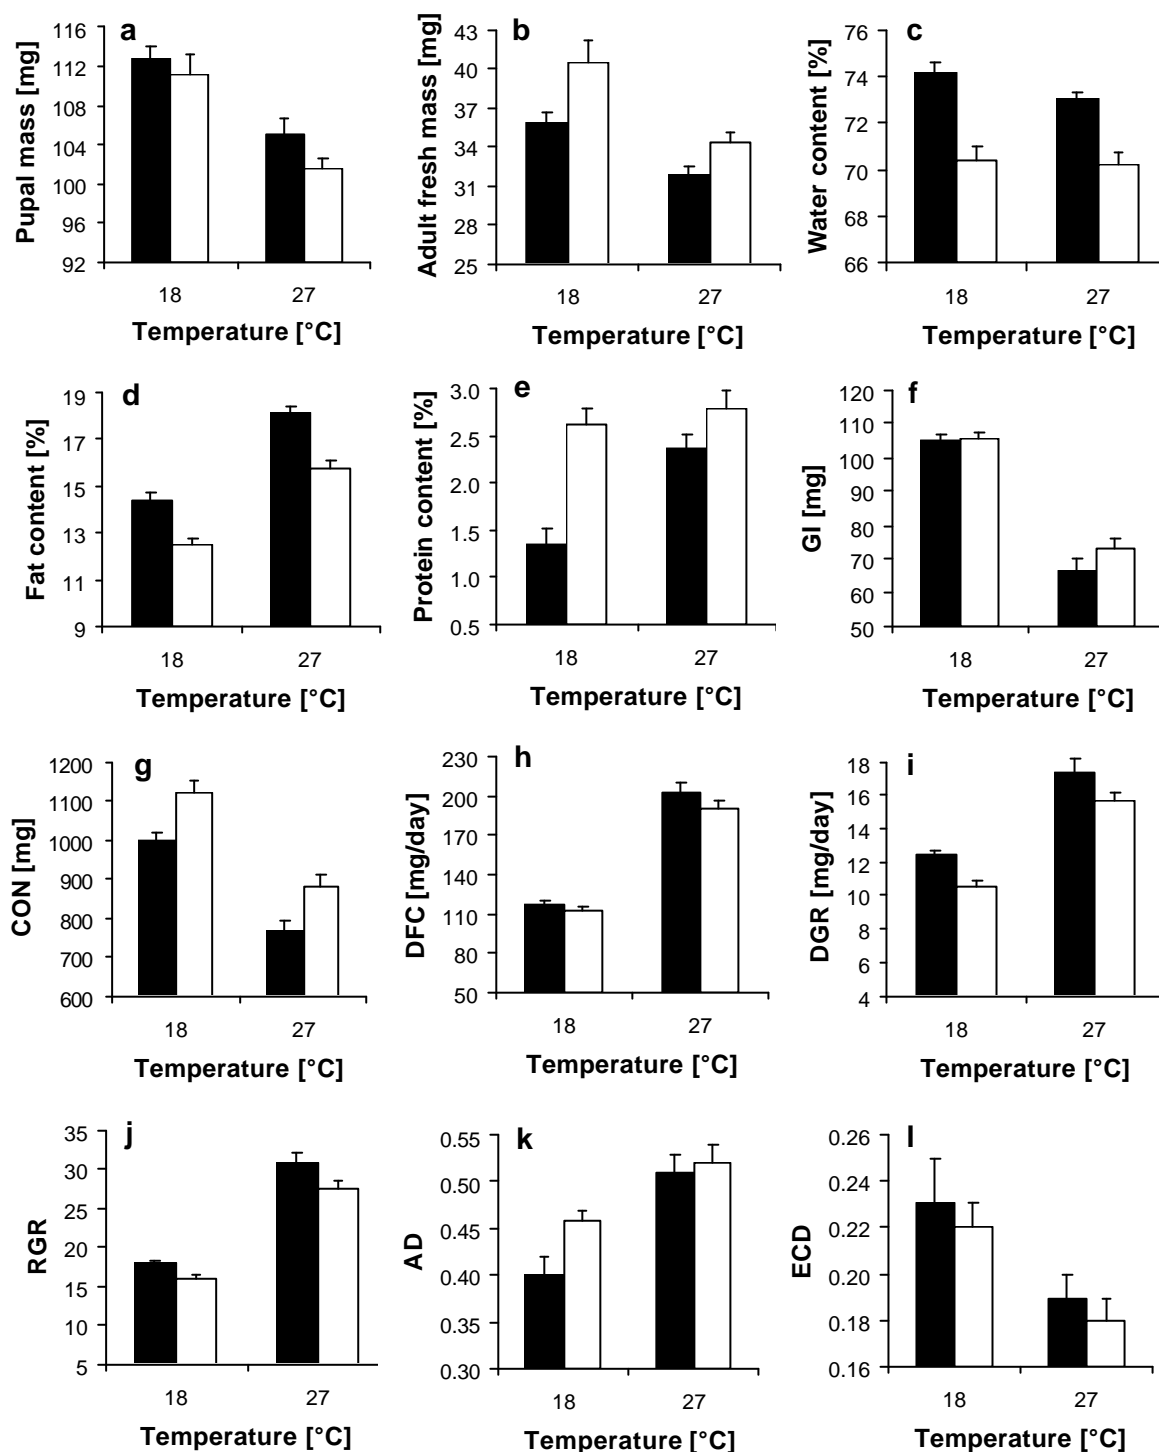 a
Pupal mass [mg]
116
112
108
104
100
96
92
18 27
Temperature [°C]
b
Adult fresh mass [mg]
43
40
37
34
31
28
25
18 27
Temperature [°C]
c
Water content [%]
76
74
72
70
68
66
18 27
Temperature [°C]
d
Fat content [%]
19
17
15
13
11
9
18 27
Temperature [°C]
e
Protein content [%]
3.0
2.5
2.0
1.5
1.0
0.5
18 27
Temperature [°C]
f
GI [mg]
120
110
100
90
80
70
60
50
18 27
Temperature [°C]
g
CON [mg]
1200
1100
1000
900
800
700
600
18 27
Temperature [°C]
h
DFC [mg/day]
230
200
170
140
110
80
50
18 27
Temperature [°C]
i
DGR [mg/day]
18
16
14
12
10
8
6
4
18 27
Temperature [°C]
j
RGR
35
30
25
20
15
10
5
18 27
Temperature [°C]
k
AD
0.55
0.50
0.45
0.40
0.35
0.30
18 27
Temperature [°C]
l
ECD
0.26
0.24
0.22
0.20
0.18
0.16
18 27
Temperature [°C]